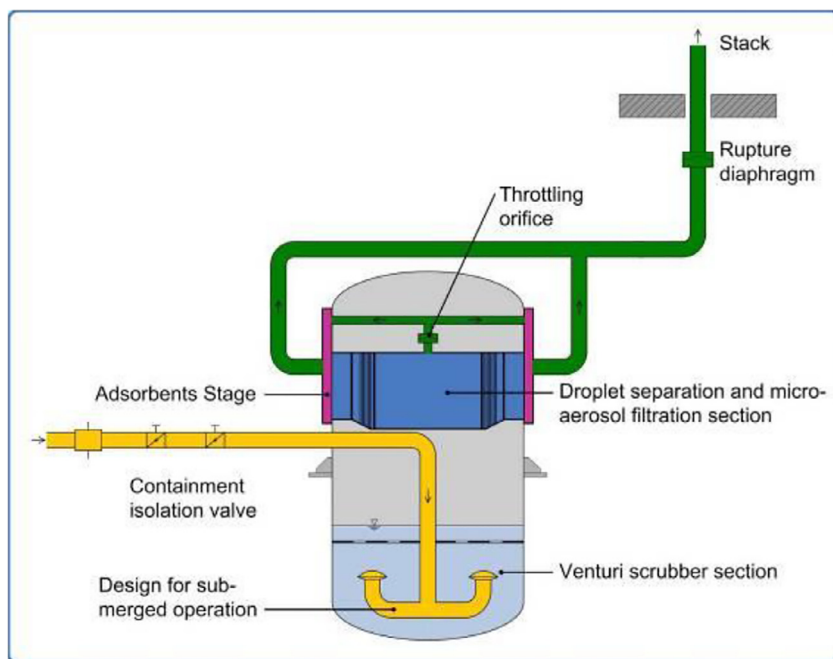 Stack
Rupture
diaphragm
Throttling
orifice
Adsorbents Stage
Droplet separation and micro-
aerosol filtration section
Containment
isolation valve
Design for sub-
merged operation
Venturi scrubber section